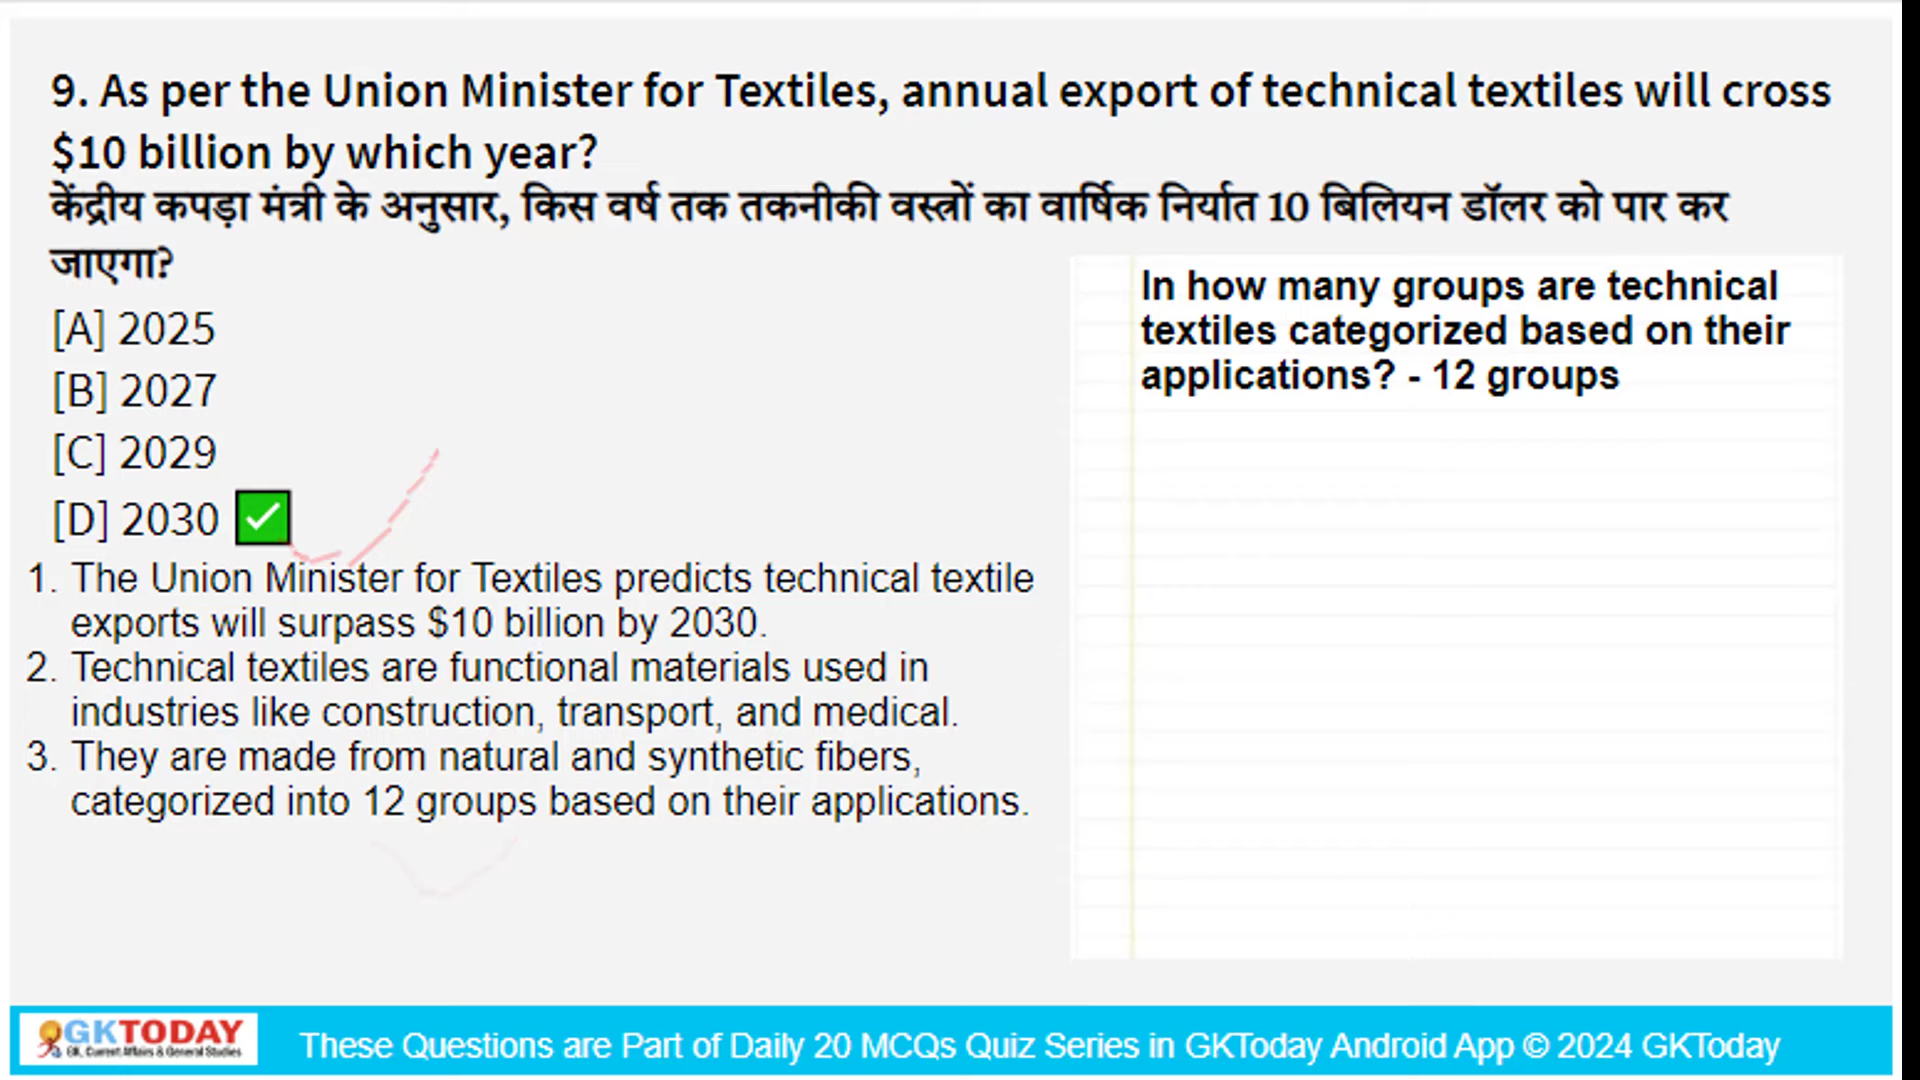 9. As per the Union Minister for Textiles, annual export of technical textiles will cross
$10 billion by which year?
केंद्रीय कपड़ा मंत्री के अनुसार, किस वर्ष तक तकनीकी वस्त्रों का वार्षिक निर्यात 10 बिलियन डॉलर को पार कर
जाएगा?
[A] 2025
[B] 2027
[C] 2029
[D] 2030
1. The Union Minister for Textiles predicts technical textile
exports will surpass $10 billion by 2030.
2. Technical textiles are functional materials used in
industries like construction, transport, and medical.
3. They are made from natural and synthetic fibers,
categorized into 12 groups based on their applications.
In how many groups are technical
textiles categorized based on their
applications? - 12 groups
GKTODAY
GK, Current Affairs & General Studies
These Questions are Part of Daily 20 MCQs Quiz Series in GKToday Android App © 2024 GKToday